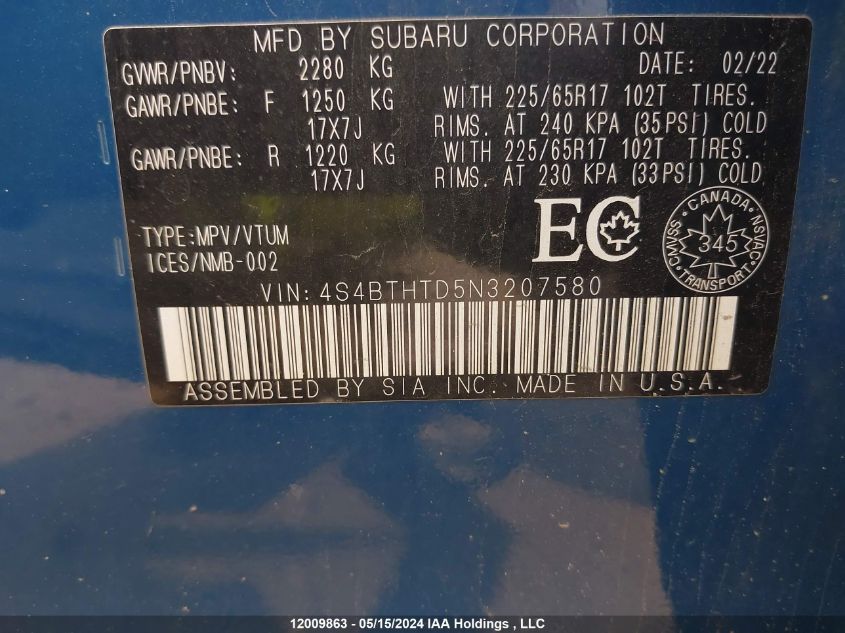 MFD BY SUBARU CORPORATION
GVWR/PNBV: 2280 KG DATE: 02/22
GAWR/PNBE: F 1250 KG WITH 225/65R17 102T TIRES.
17X7J RIMS. AT 240 KPA (35PSI) COLD
GAWR/PNBE: R 1220 KG WITH 225/65R17 102T TIRES.
17X7J RIMS. AT 230 KPA (33PSI) COLD
TYPE:MPV/VTUM
ICES/NMB-002
EC
CANADA
CMVSS
345
NSVAC
TRANSPORT
VIN: 4S4BTHTD5N3207580
ASSEMBLED BY SIA INC. MADE IN U.S.A.
12009863 - 05/15/2024 IAA Holdings , LLC